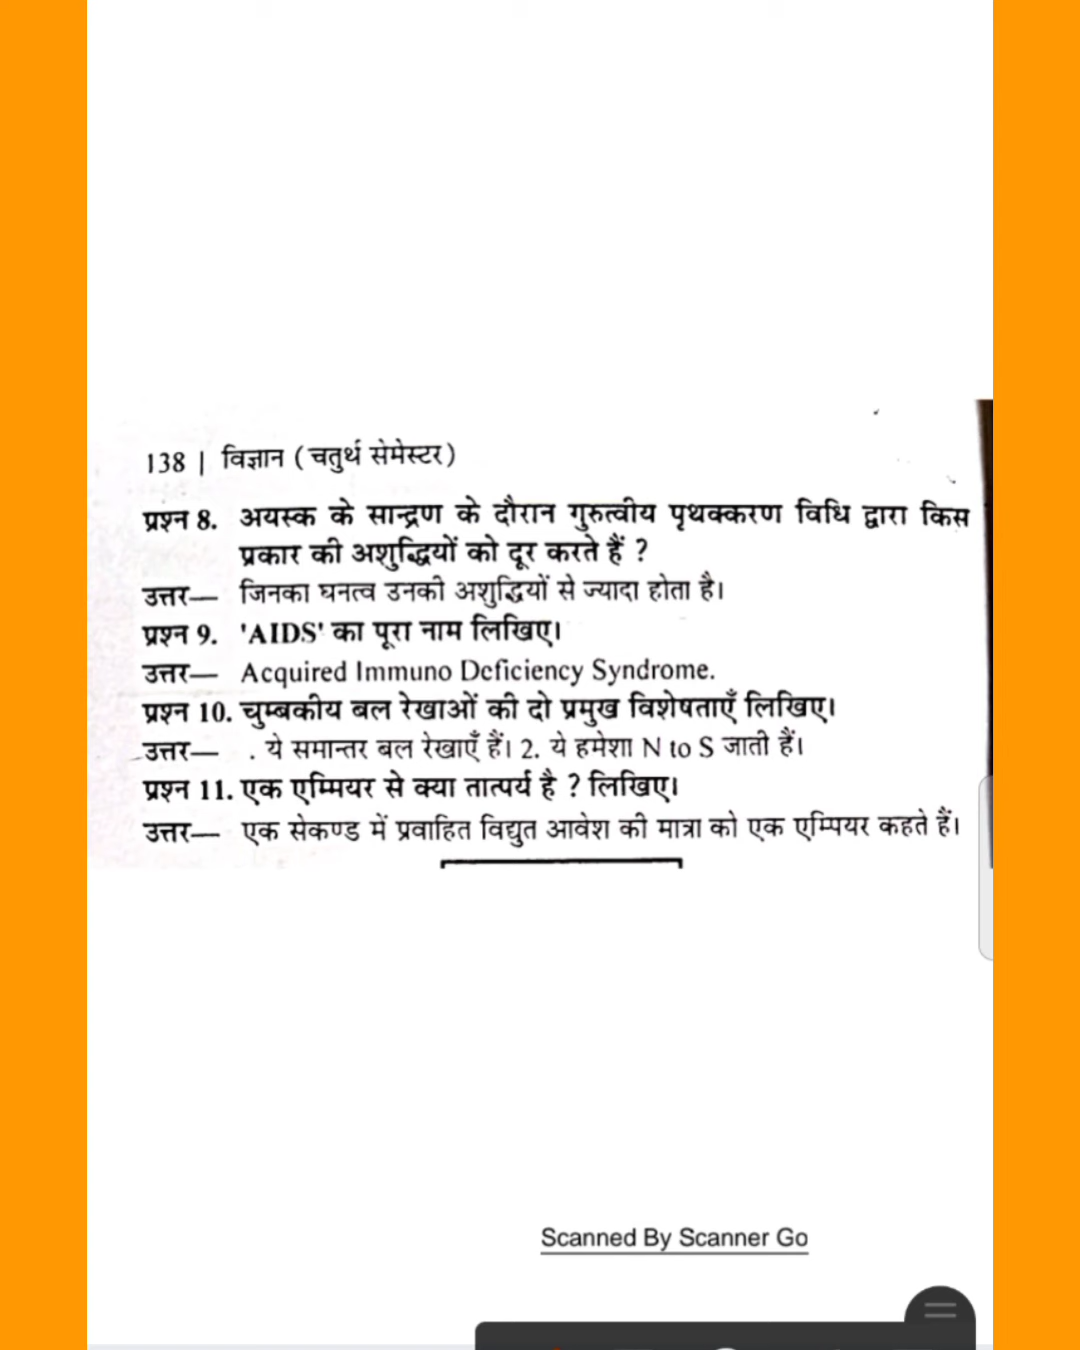 138 | विज्ञान (चतुर्थ सेमेस्टर)
प्रश्न 8. अयस्क के सान्द्रण के दौरान गुरुत्वीय पृथक्करण विधि द्वारा किस
प्रकार की अशुद्धियों को दूर करते हैं ?
उत्तर— जिनका घनत्व उनकी अशुद्धियों से ज्यादा होता है।
प्रश्न 9. 'AIDS' का पूरा नाम लिखिए।
उत्तर— Acquired Immuno Deficiency Syndrome.
प्रश्न 10. चुम्बकीय बल रेखाओं की दो प्रमुख विशेषताएँ लिखिए।
उत्तर— . ये समान्तर बल रेखाएँ हैं। 2. ये हमेशा N to S जाती हैं।
प्रश्न 11. एक एम्पियर से क्या तात्पर्य है ? लिखिए।
उत्तर— एक सेकण्ड में प्रवाहित विद्युत आवेश की मात्रा को एक एम्पियर कहते हैं।
Scanned By Scanner Go